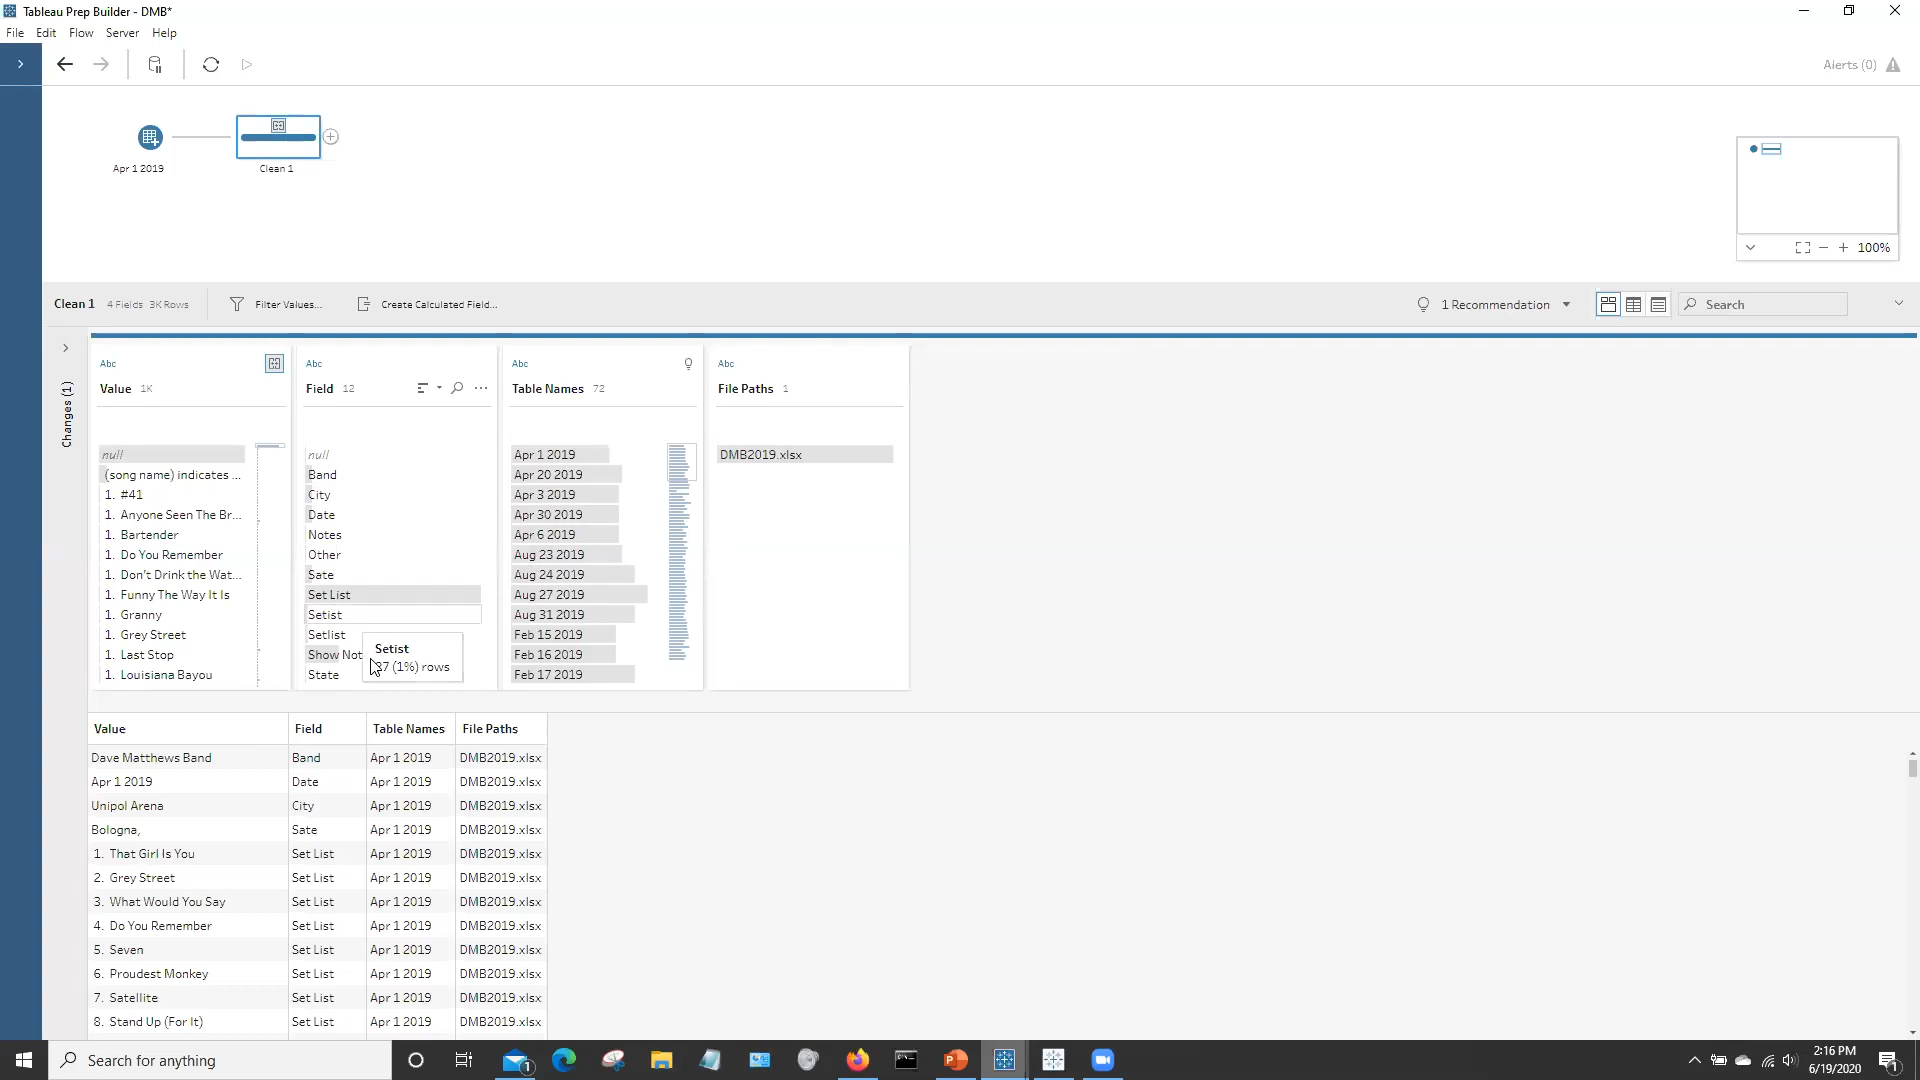 Tableau Prep Builder - DMB*
File Edit Flow Server Help
Alerts (0)
Apr 1 2019
Clean 1
100%
Clean 1 4 Fields 3K Rows Filter Values... Create Calculated Field... 1 Recommendation Search
Changes (1)
Abc Abc Abc Abc
Value 1K Field 12 Table Names 72 File Paths 1
null null Apr 1 2019 DMB2019.xlsx
(song name) indicates ... Band Apr 20 2019
1. #41 City Apr 3 2019
1. Anyone Seen The Br... Date Apr 30 2019
1. Bartender Notes Apr 6 2019
1. Do You Remember Other Aug 23 2019
1. Don't Drink the Wat... Sate Aug 24 2019
1. Funny The Way It Is Set List Aug 27 2019
1. Granny Setist Aug 31 2019
1. Grey Street Setlist Feb 15 2019
1. Last Stop Show Not Feb 16 2019
1. Louisiana Bayou State Feb 17 2019
Setist
37 (1%) rows
Value Field Table Names File Paths
Dave Matthews Band Band Apr 1 2019 DMB2019.xlsx
Apr 1 2019 Date Apr 1 2019 DMB2019.xlsx
Unipol Arena City Apr 1 2019 DMB2019.xlsx
Bologna, Sate Apr 1 2019 DMB2019.xlsx
1. That Girl Is You Set List Apr 1 2019 DMB2019.xlsx
2. Grey Street Set List Apr 1 2019 DMB2019.xlsx
3. What Would You Say Set List Apr 1 2019 DMB2019.xlsx
4. Do You Remember Set List Apr 1 2019 DMB2019.xlsx
5. Seven Set List Apr 1 2019 DMB2019.xlsx
6. Proudest Monkey Set List Apr 1 2019 DMB2019.xlsx
7. Satellite Set List Apr 1 2019 DMB2019.xlsx
8. Stand Up (For It) Set List Apr 1 2019 DMB2019.xlsx
Search for anything
2:16 PM
6/19/2020